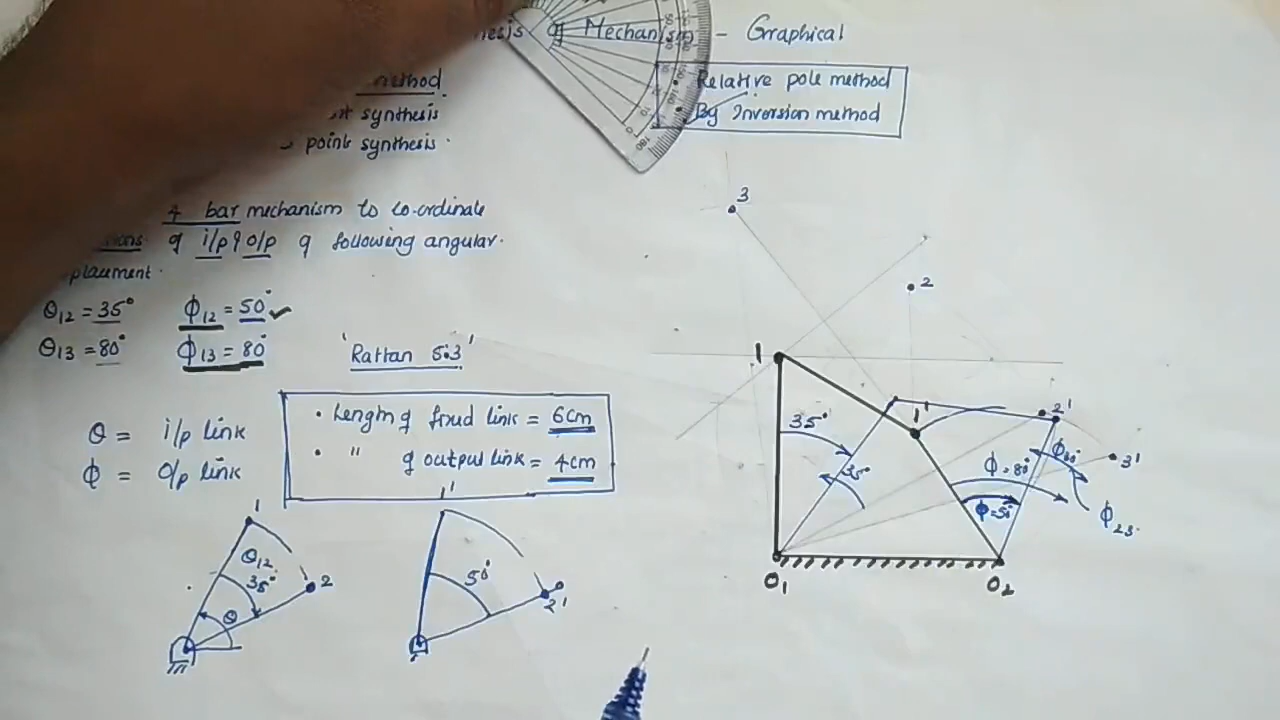 of Mechanism - Graphical
method
Relative pole method
By Inversion method
synthesis
point synthesis.
4 bar mechanism to co-ordinate
of i/p & o/p of following angular.
θ12 = 35° φ12 = 50° ✓
θ13 = 80° φ13 = 80°
'Rattan 5.3'
θ = i/p link
φ = O/p link
• Length of fixed link = 6cm
• " of output link = 4cm
1
θ12
35°
2
θ
1'
50°
2'
3
2
1
1'
2'
3'
35°
35°
φ=80°
φ=50°
φ30°
φ23.
O1
O2